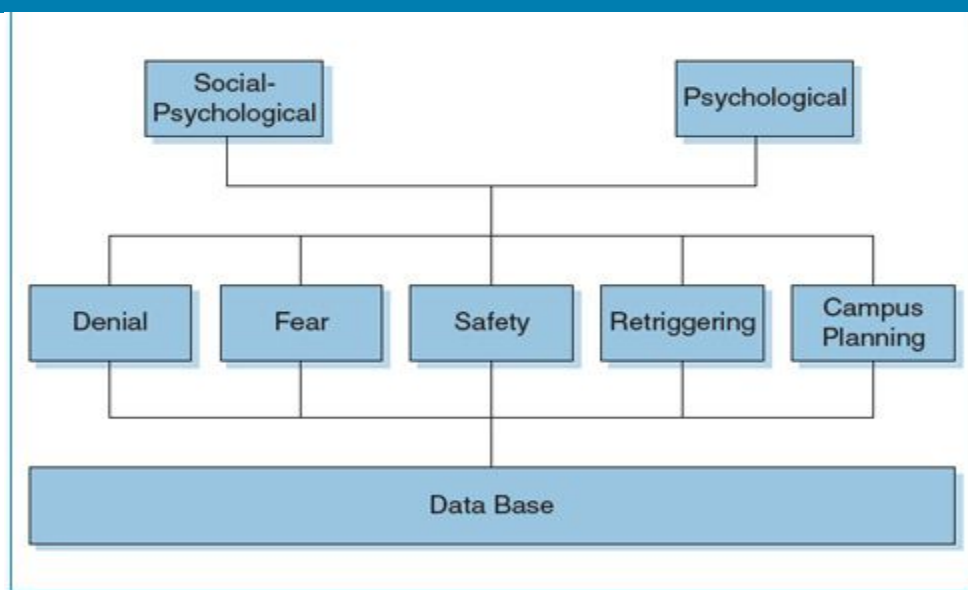 Social-
Psychological
Psychological
Denial
Fear
Safety
Retriggering
Campus
Planning
Data Base